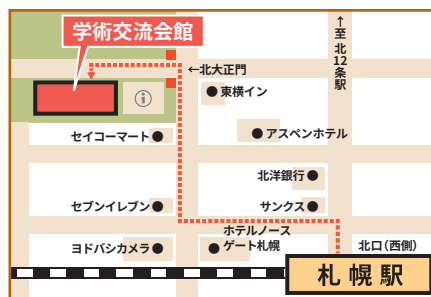 学術交流会館
←至 北12条駅
←北大正門
i
東横イン
アスペンホテル
セイコーマート
北洋銀行
セブンイレブン
サンクス
ホテルノース
ゲート札幌
ヨドバシカメラ
北口（西側）
札幌駅